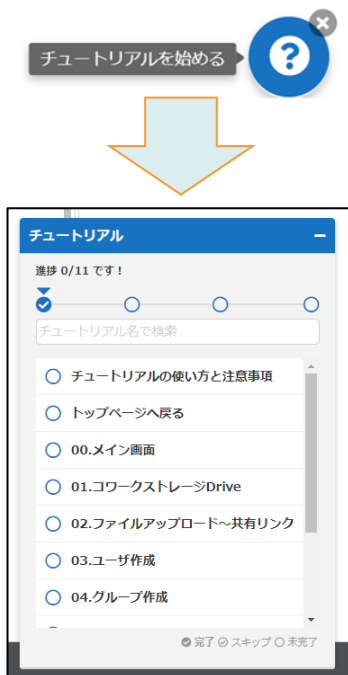 チュートリアルを始める
チュートリアル
進捗 0/11 です！
チュートリアル名で検索
チュートリアルの使い方と注意事項
トップページへ戻る
00.メイン画面
01.コワークストレージDrive
02.ファイルアップロード～共有リンク
03.ユーザ作成
04.グループ作成
完了 スキップ 未完了